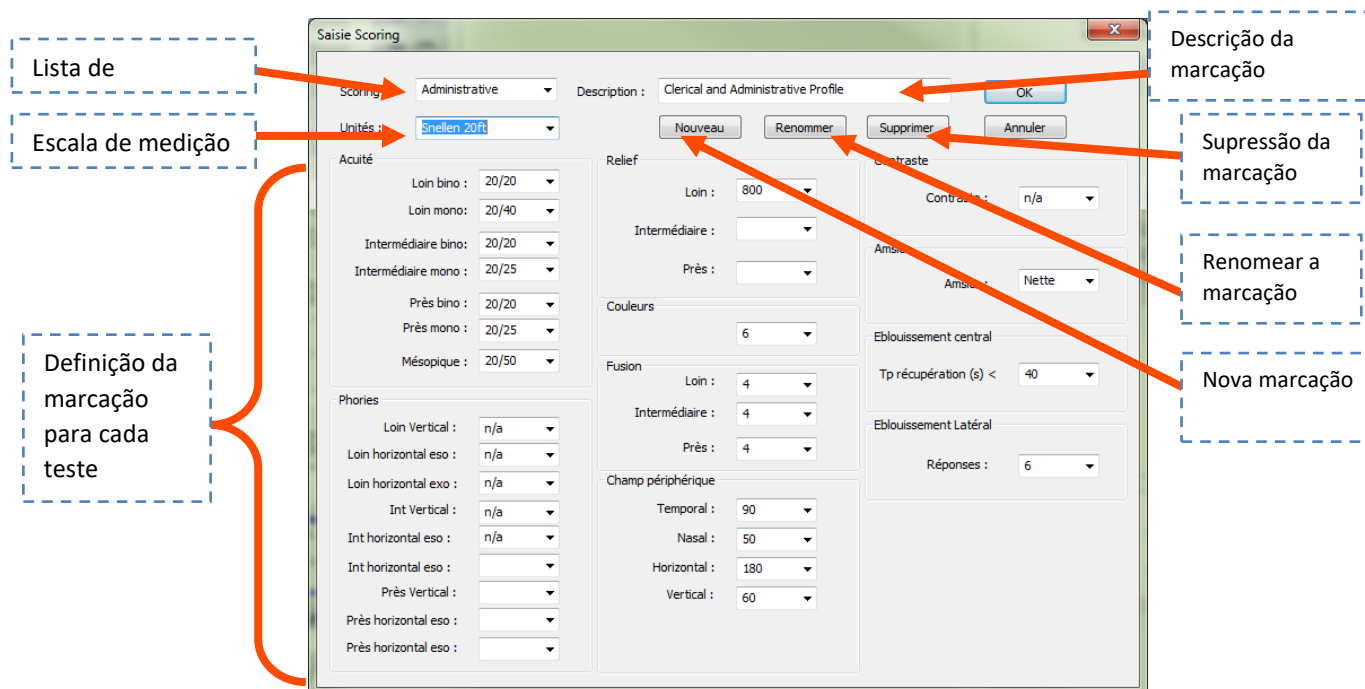 Saisie Scoring
Lista de
Scoring
Administrative
Description :
Clerical and Administrative Profile
OK
Descrição da
marcação
Escala de medição
Unités :
Snellen 20ft
Nouveau
Renommer
Supprimer
Annuler
Supressão da
marcação
Renomear a
marcação
Nova marcação
Definição da
marcação
para cada
teste
Acuité
Loin bino : 20/20
Loin mono: 20/40
Intermédiaire bino: 20/20
Intermédiaire mono : 20/25
Près bino : 20/20
Près mono : 20/25
Mésopique : 20/50
Phories
Loin Vertical : n/a
Loin horizontal eso : n/a
Loin horizontal exo : n/a
Int Vertical : n/a
Int horizontal eso : n/a
Int horizontal eso :
Près Vertical :
Près horizontal eso :
Près horizontal eso :
Relief
Loin : 800
Intermédiaire :
Près :
Couleurs
6
Fusion
Loin : 4
Intermédiaire : 4
Près : 4
Champ périphérique
Temporal : 90
Nasal : 50
Horizontal : 180
Vertical : 60
Contraste
Contraste : n/a
Nette
Eblouissement central
Tp récupération (s) < 40
Eblouissement Latéral
Réponses : 6